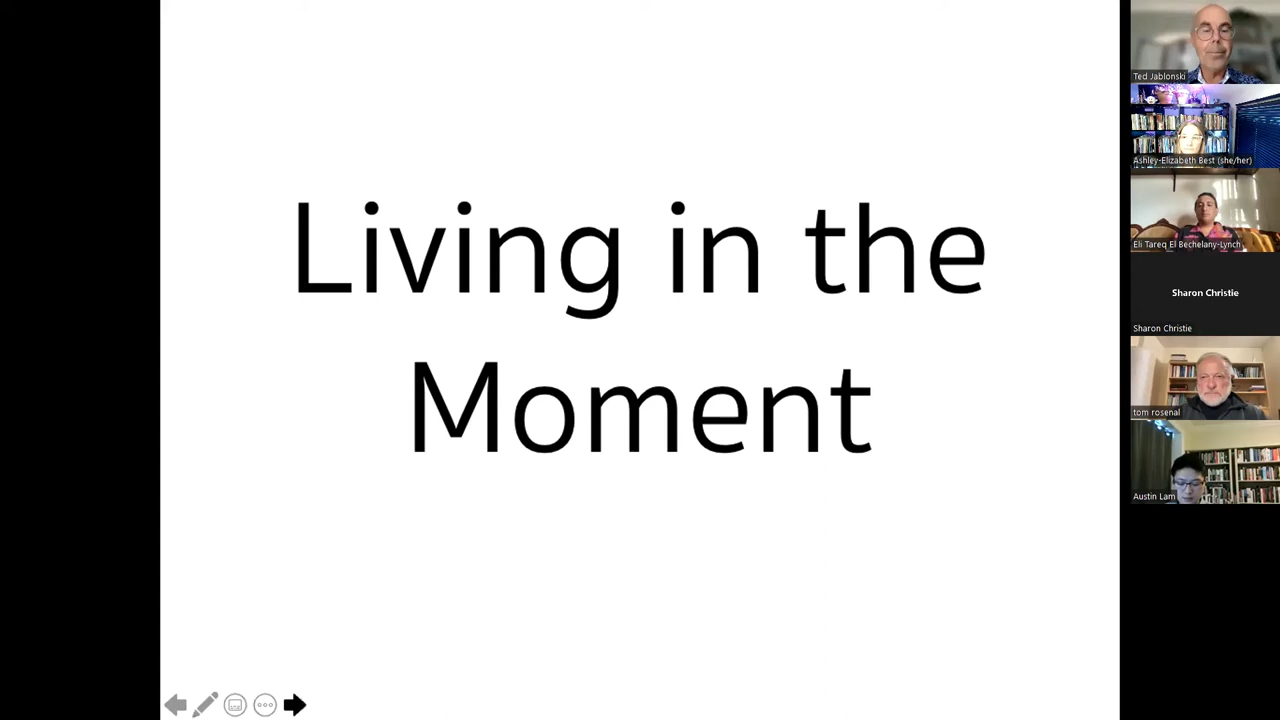 Living in the
Moment
Ted Jablonski
Ashley-Elizabeth Best (she/her)
Eli Tareq El Bechelany-Lynch
Sharon Christie
Sharon Christie
tom rosenal
Austin Lam